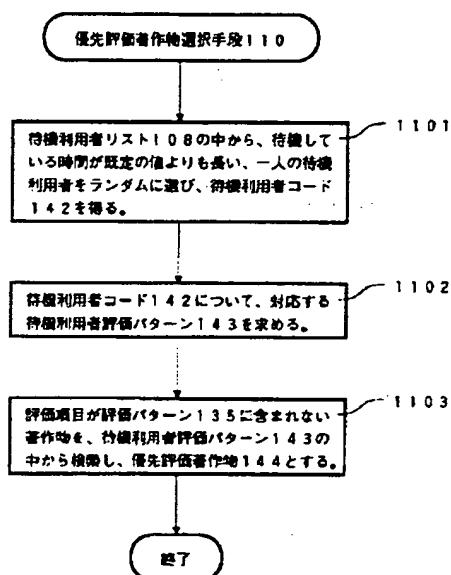 優先評価著作物選択手段110
1101
待機利用者リスト108の中から、待機して
いる時間が既定の値よりも長い、一人の待機
利用者をランダムに選び、待機利用者コード
142を得る。
1102
待機利用者コード142について、対応する
待機利用者評価パターン143を求める。
1103
評価項目が評価パターン135に含まれない
著作物を、待機利用者評価パターン143の
中から検索し、優先評価著作物144とする。
終了